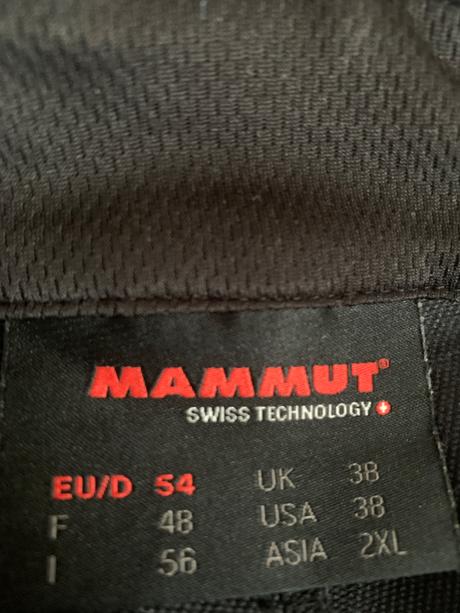 MAMMUT®
SWISS TECHNOLOGY
EU/D 54 UK 38
F 48 USA 38
I 56 ASIA 2XL